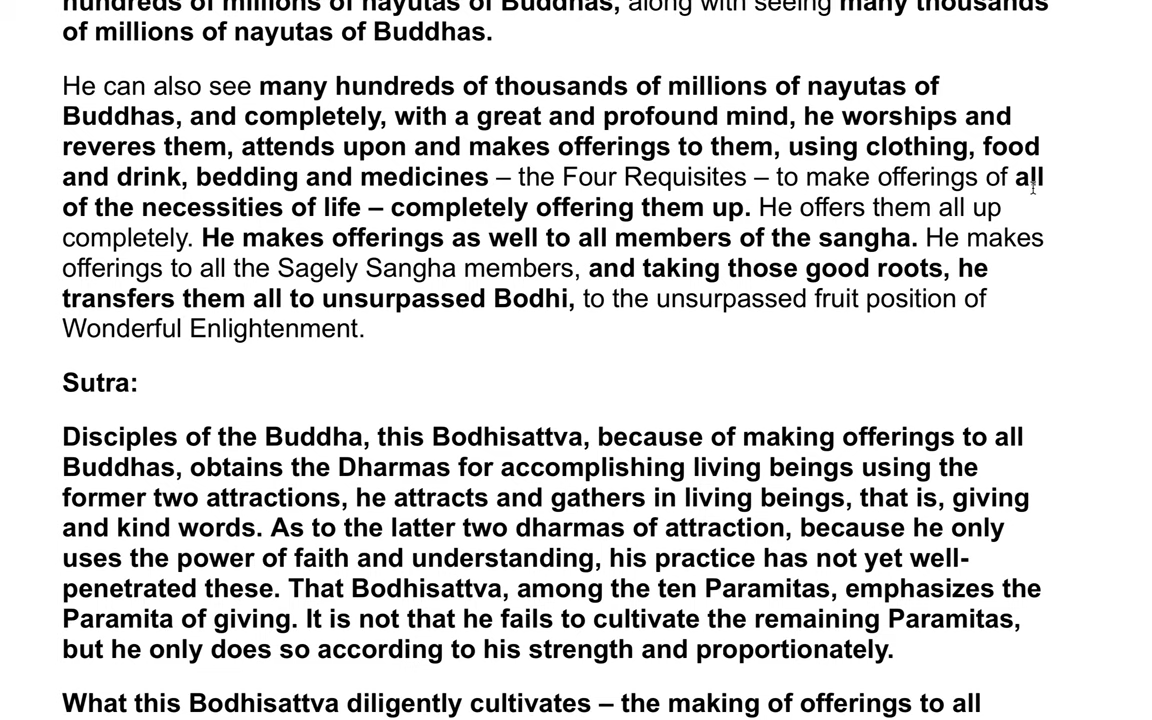 hundreds of millions of nayutas of Buddhas, along with seeing many thousands
of millions of nayutas of Buddhas.
He can also see many hundreds of thousands of millions of nayutas of
Buddhas, and completely, with a great and profound mind, he worships and
reveres them, attends upon and makes offerings to them, using clothing, food
and drink, bedding and medicines – the Four Requisites – to make offerings of all
of the necessities of life – completely offering them up. He offers them all up
completely. He makes offerings as well to all members of the sangha. He makes
offerings to all the Sagely Sangha members, and taking those good roots, he
transfers them all to unsurpassed Bodhi, to the unsurpassed fruit position of
Wonderful Enlightenment.
Sutra:
Disciples of the Buddha, this Bodhisattva, because of making offerings to all
Buddhas, obtains the Dharmas for accomplishing living beings using the
former two attractions, he attracts and gathers in living beings, that is, giving
and kind words. As to the latter two dharmas of attraction, because he only
uses the power of faith and understanding, his practice has not yet well-
penetrated these. That Bodhisattva, among the ten Paramitas, emphasizes the
Paramita of giving. It is not that he fails to cultivate the remaining Paramitas,
but he only does so according to his strength and proportionately.
What this Bodhisattva diligently cultivates – the making of offerings to all